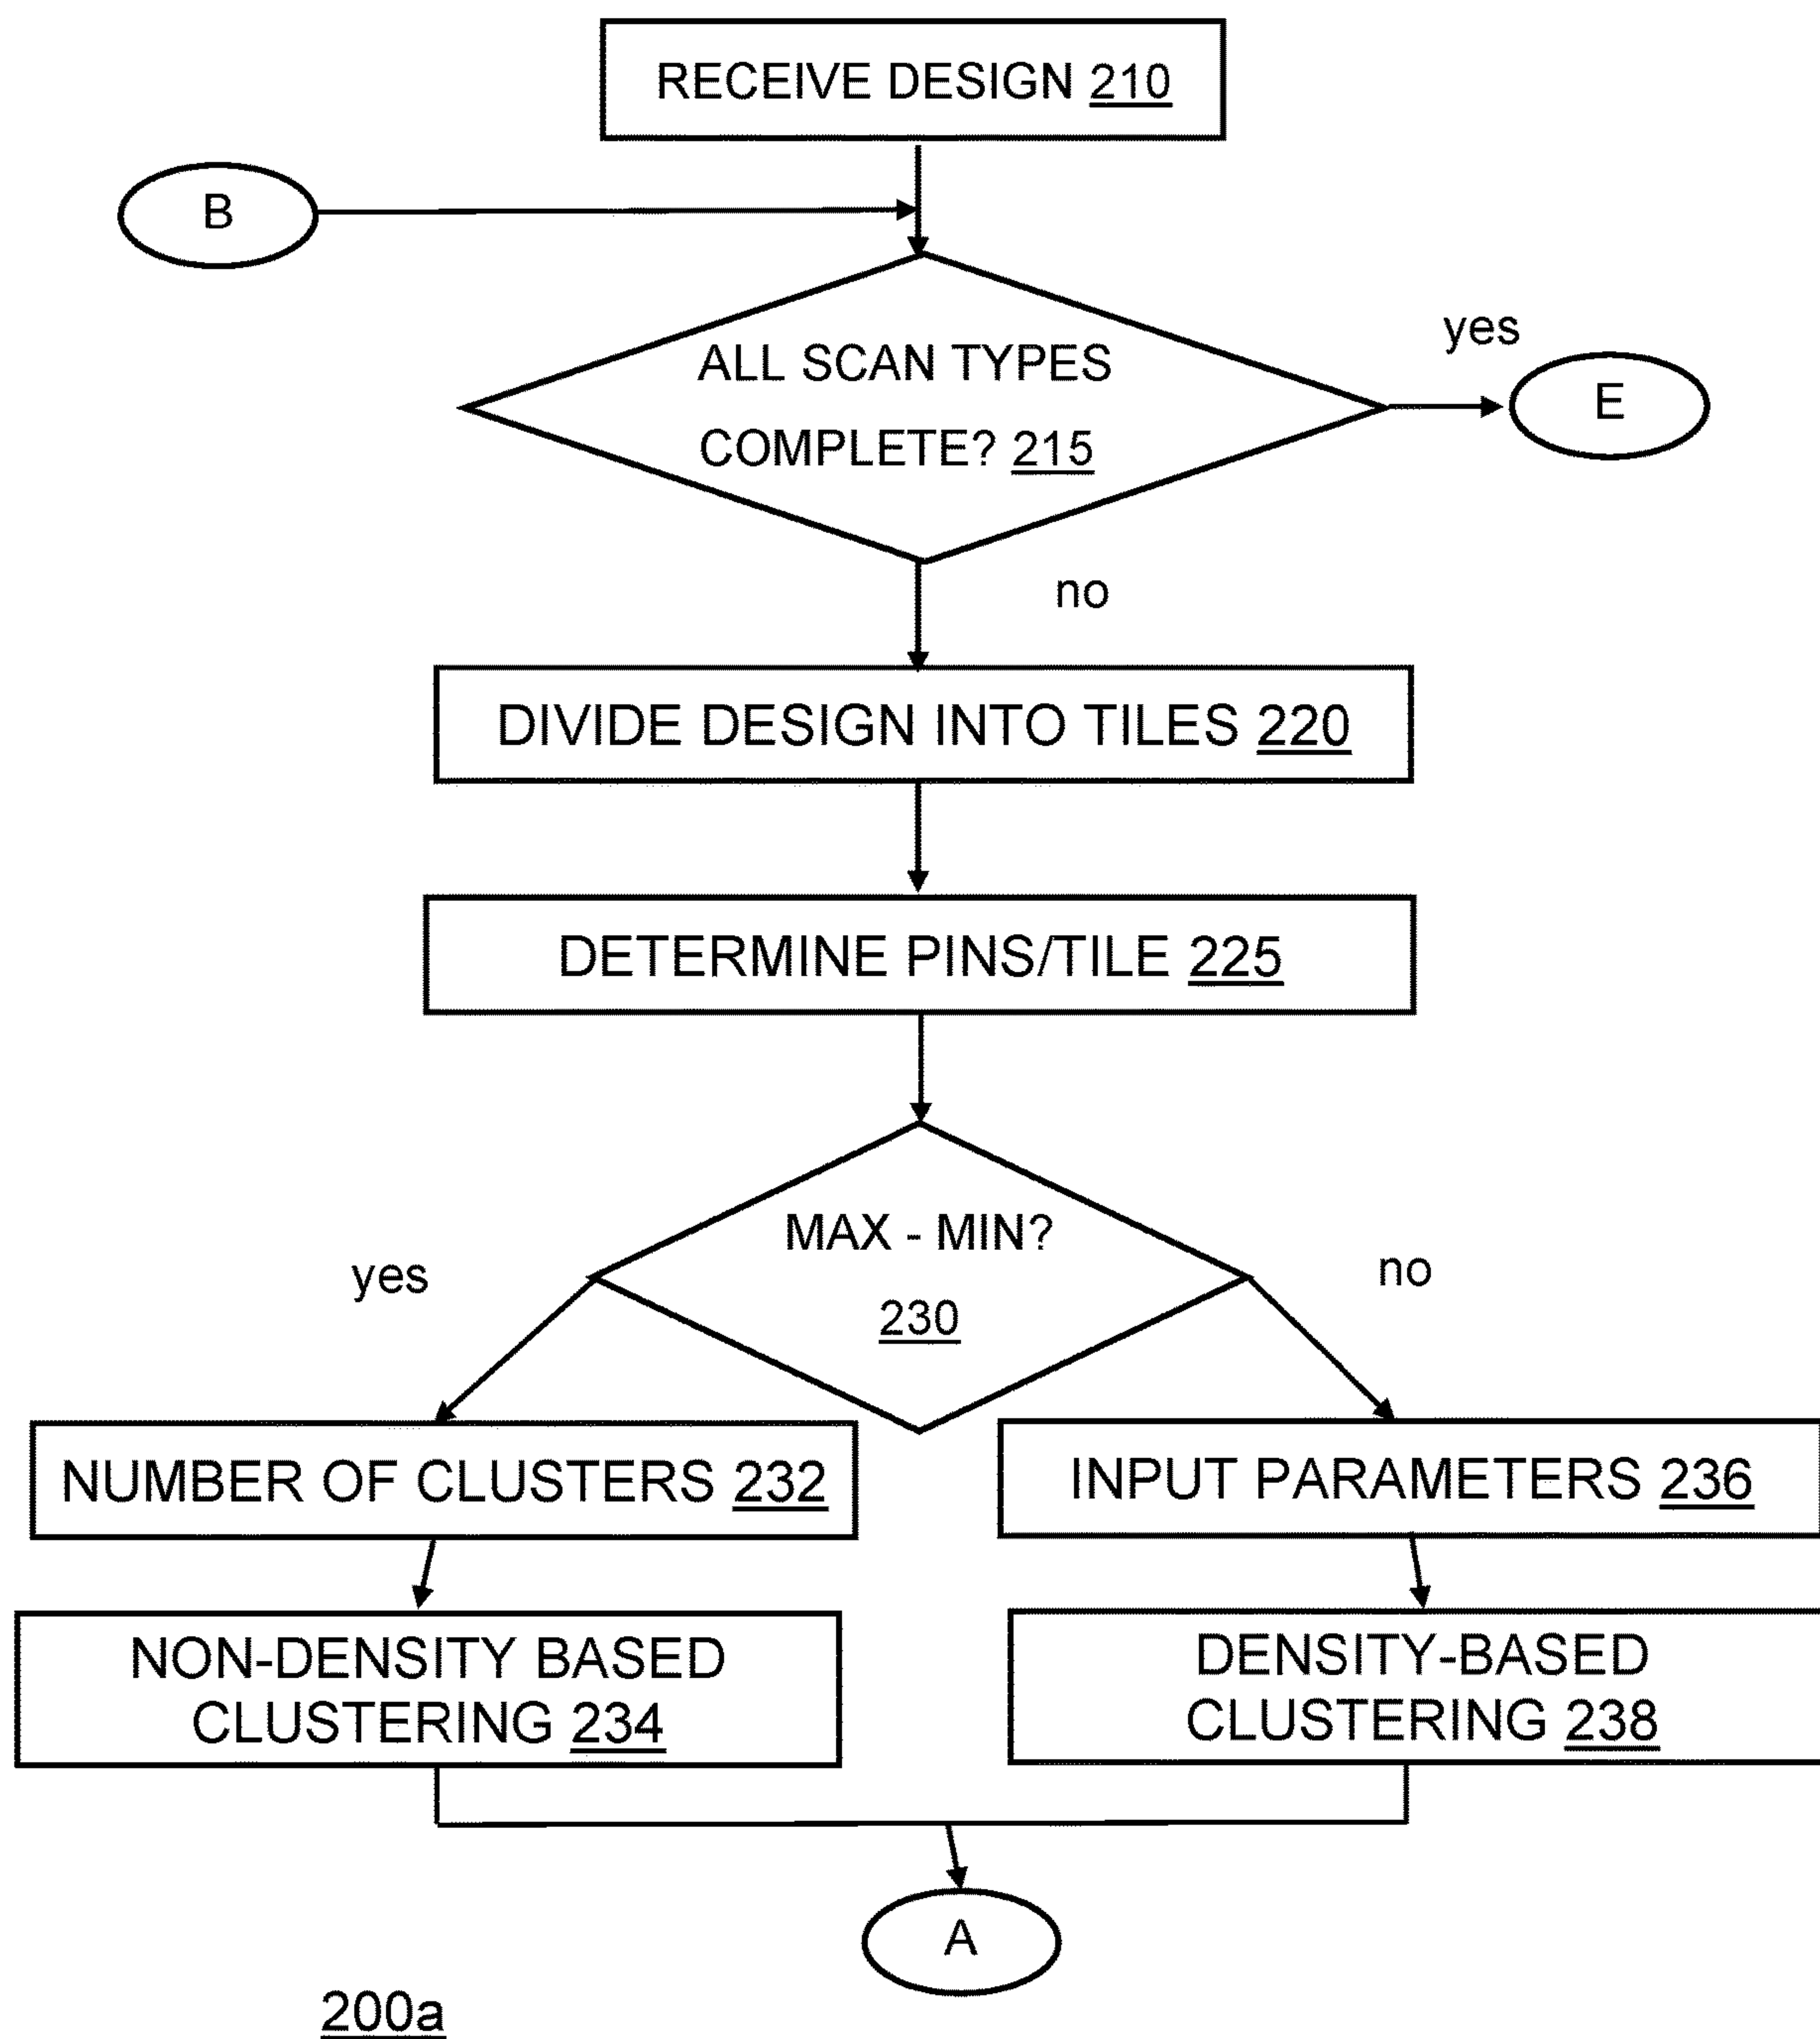 RECEIVE DESIGN 210
B
yes
ALL SCAN TYPES
E
COMPLETE? 215
no
DIVIDE DESIGN INTO TILES 220
DETERMINE PINS/TILE 225
MAX - MIN?
yes
no
230
NUMBER OF CLUSTERS 232
INPUT PARAMETERS 236
NON-DENSITY BASED
CLUSTERING 234
DENSITY-BASED
CLUSTERING 238
A
200a